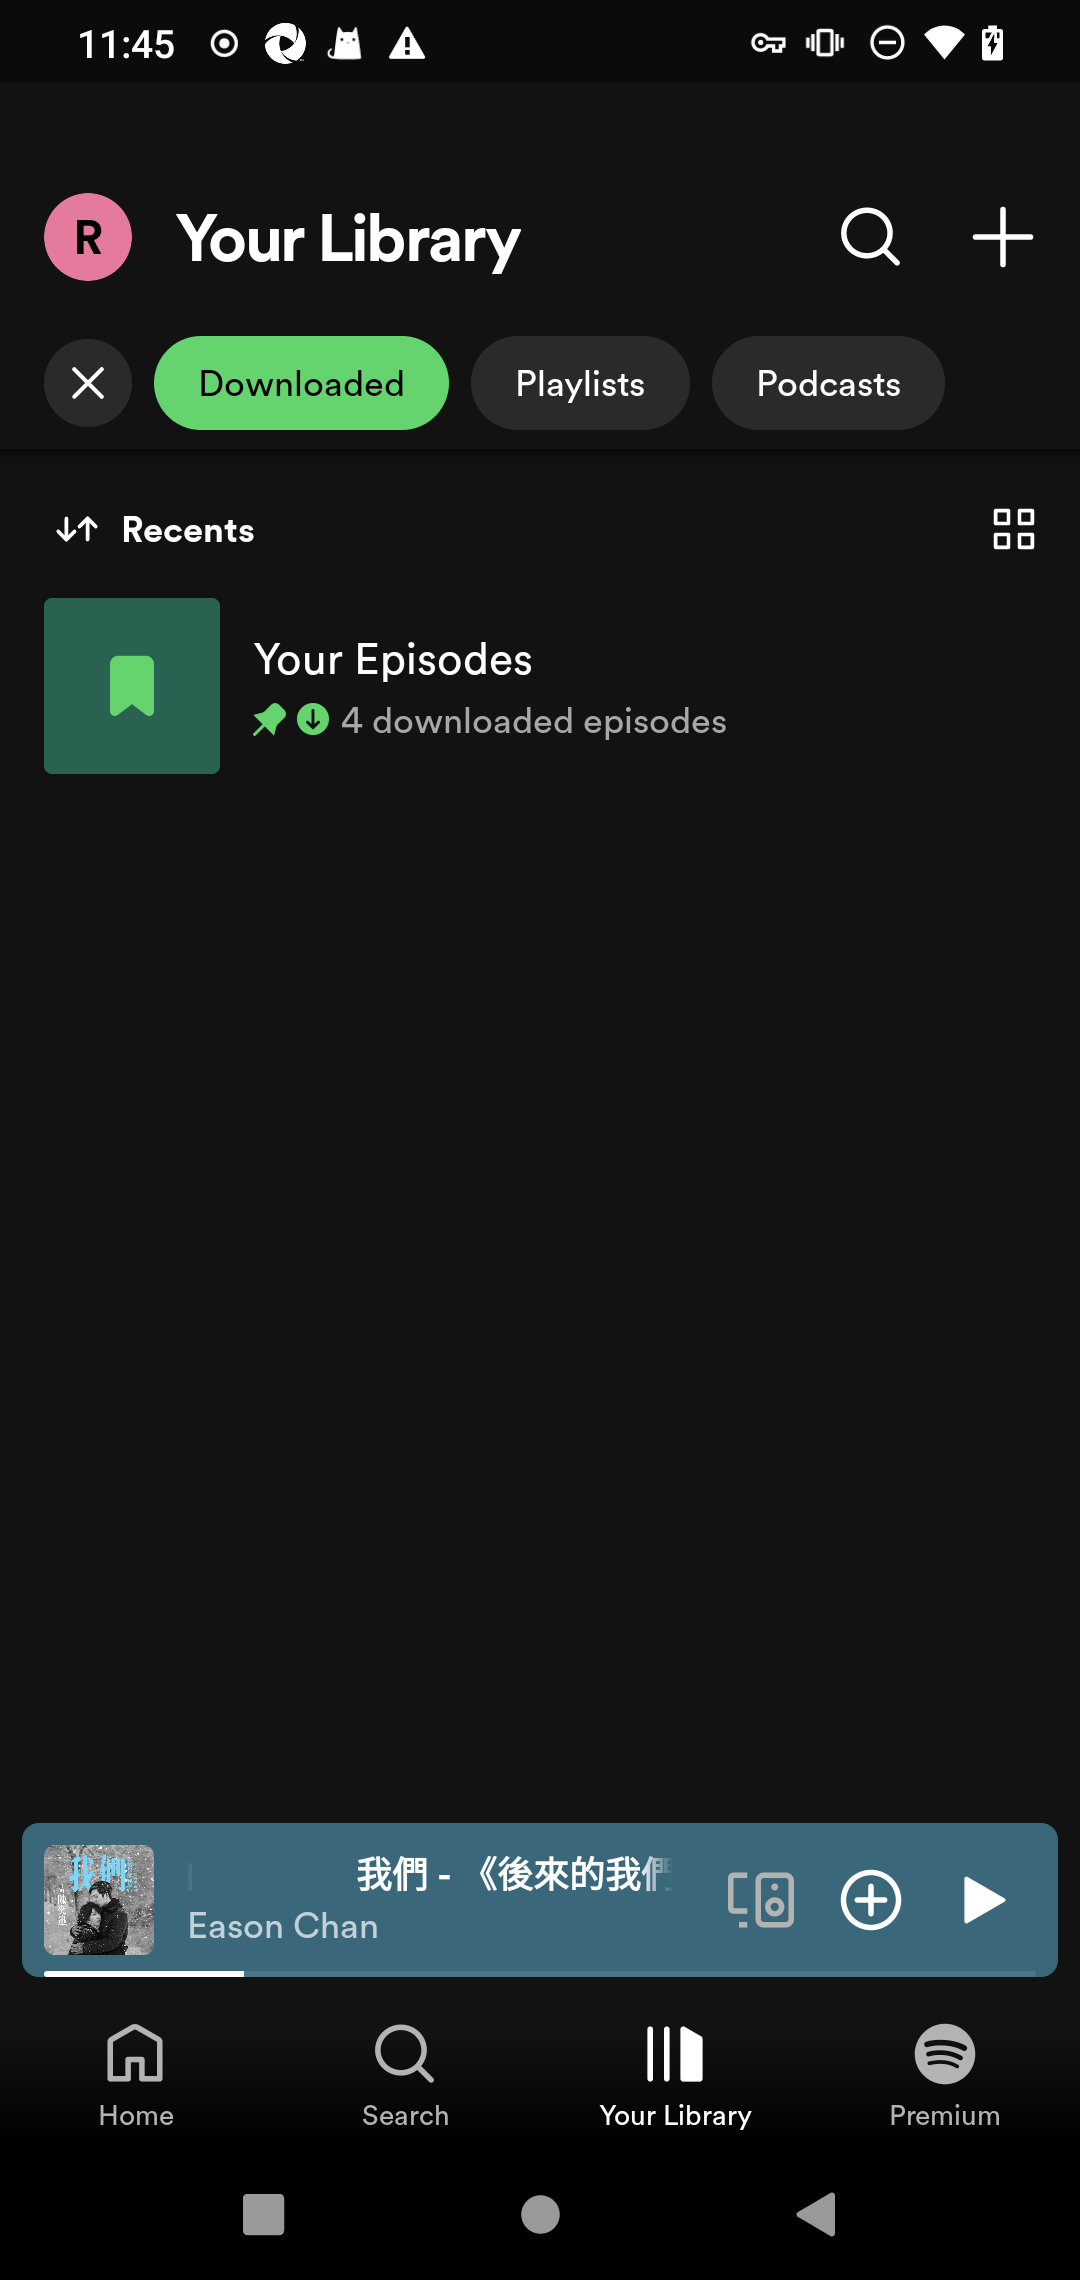 11:45
R
Your Library
Downloaded
Playlists
Podcasts
Recents
Your Episodes
4 downloaded episodes
我們
我們 - 《後來的我
Eason Chan
Home
Search
Your Library
Premium